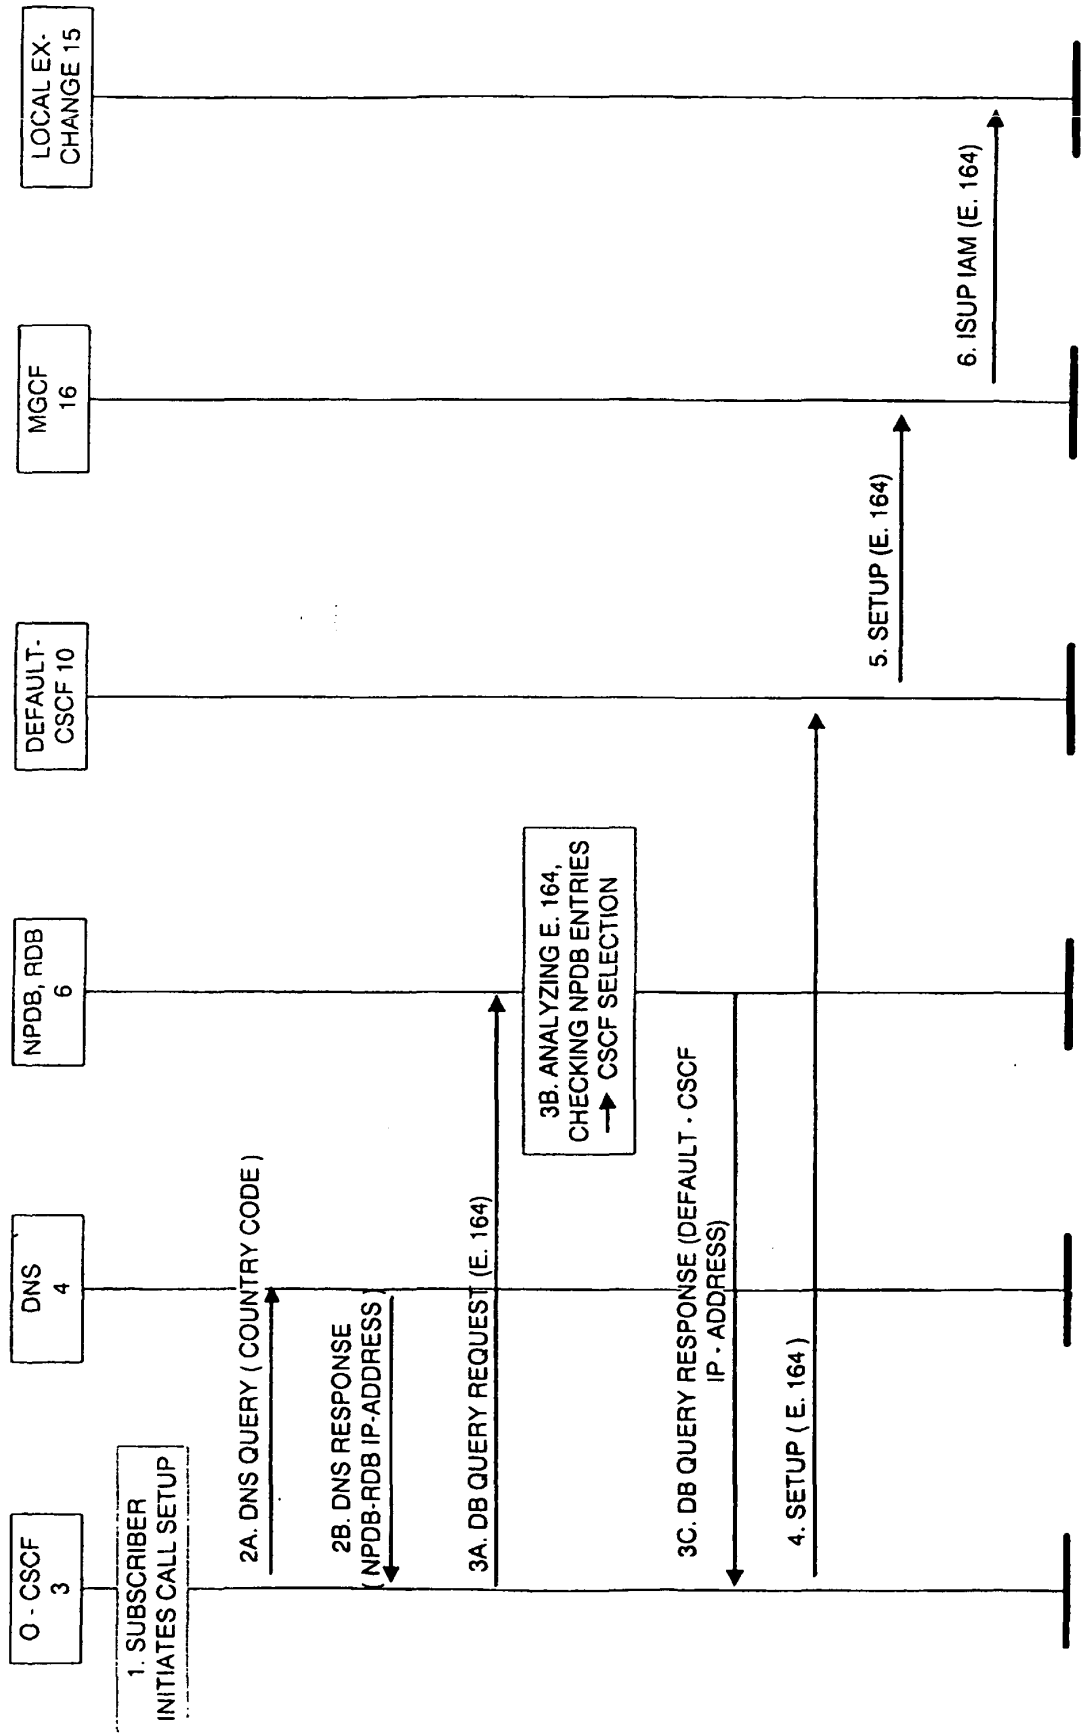 O - CSCF
3
DNS
4
NPDB, RDB
6
DEFAULT-
CSCF 10
MGCF
16
LOCAL EX-
CHANGE 15
1. SUBSCRIBER
INITIATES CALL SETUP
2A. DNS QUERY ( COUNTRY CODE )
2B. DNS RESPONSE
( NPDB-RDB IP-ADDRESS )
3A. DB QUERY REQUEST (E. 164)
3B. ANALYZING E. 164,
CHECKING NPDB ENTRIES
→ CSCF SELECTION
3C. DB QUERY RESPONSE (DEFAULT - CSCF
IP - ADDRESS)
4. SETUP ( E. 164 )
5. SETUP (E. 164)
6. ISUP IAM (E. 164)